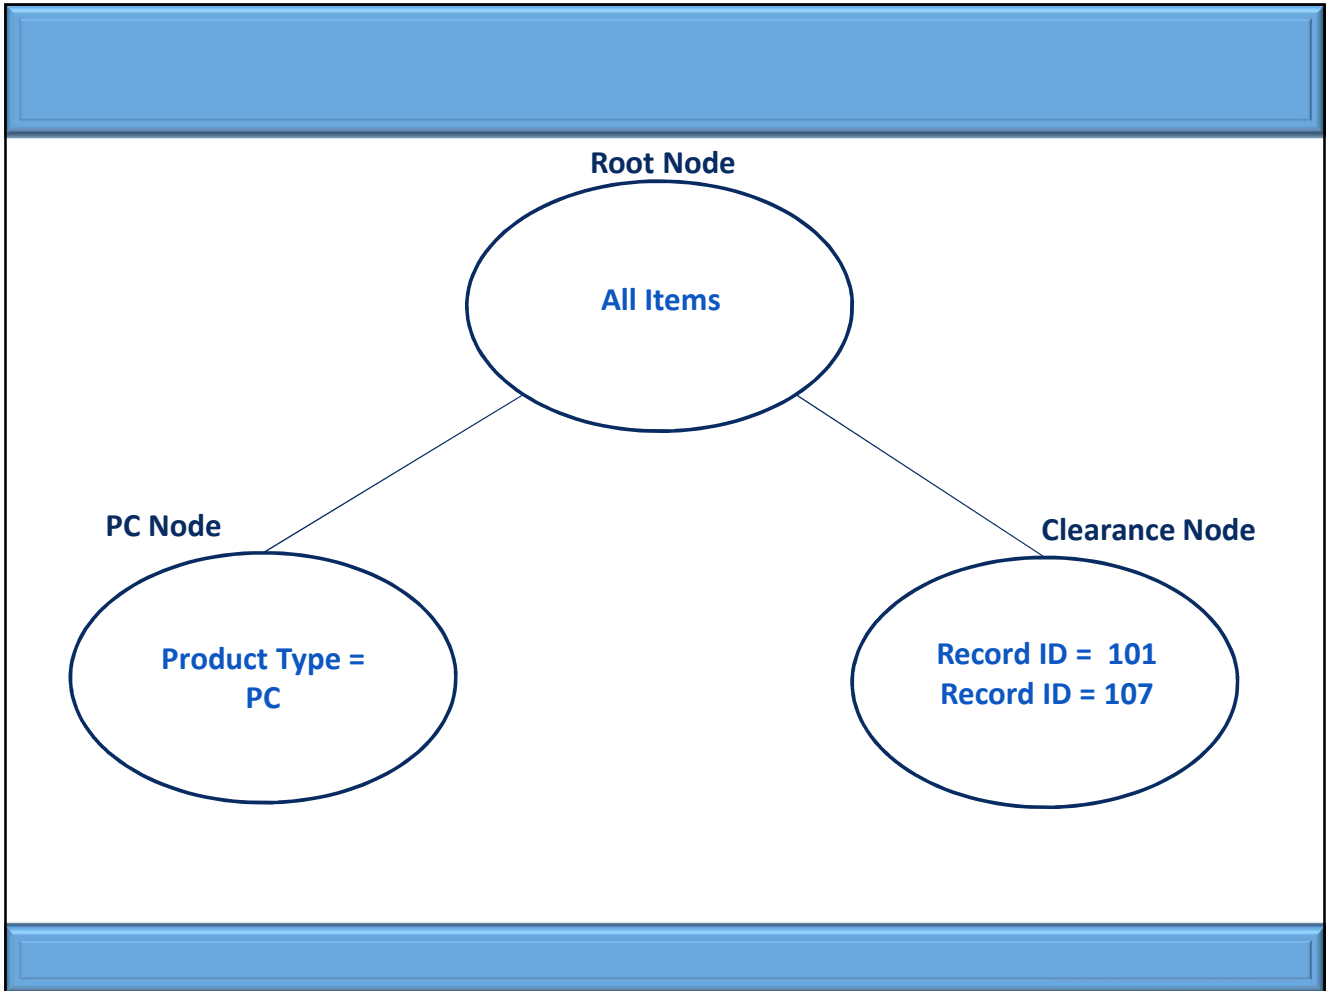 Root Node
All Items
PC Node
Clearance Node
Product Type =
PC
Record ID =  101
Record ID = 107